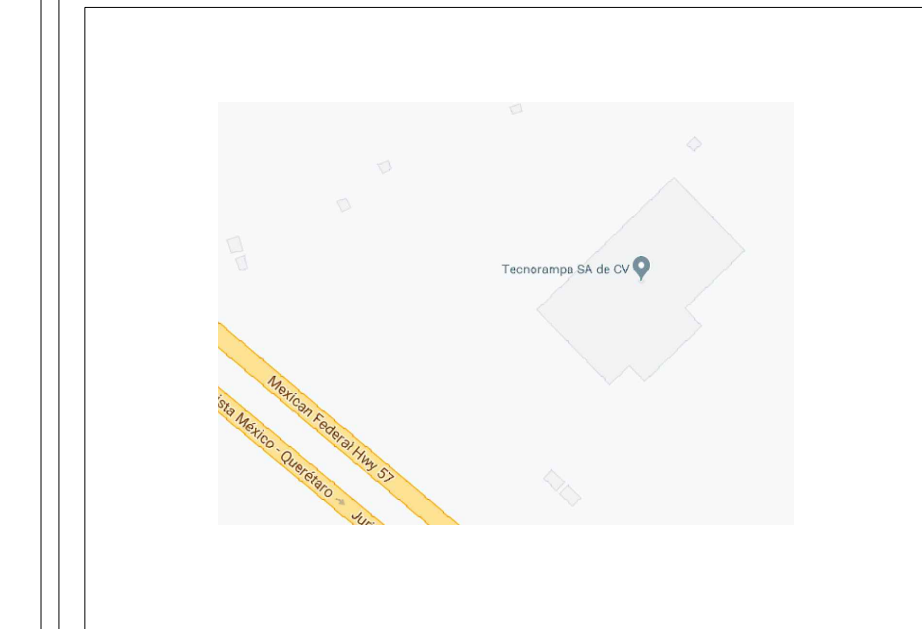 Tecnorampa SA de CV
Mexican Federal Hwy 57
ista México - Querétaro